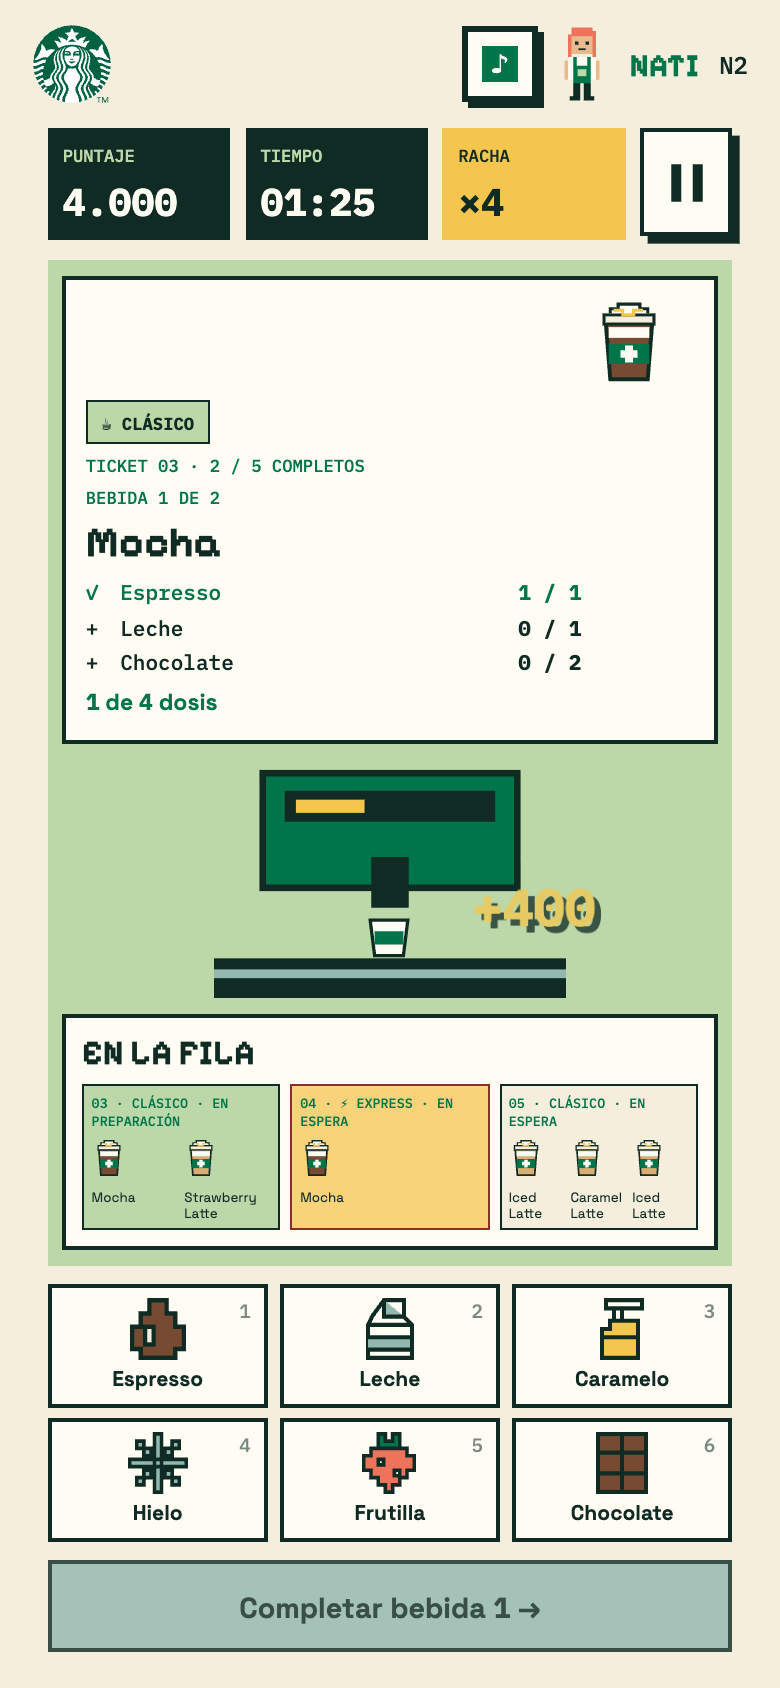 TM
NATI N2
PUNTAJE
4.000
TIEMPO
01:25
RACHA
×4
☕ CLÁSICO
TICKET 03 · 2 / 5 COMPLETOS
BEBIDA 1 DE 2
Mocha
✓ Espresso 1 / 1
+ Leche 0 / 1
+ Chocolate 0 / 2
1 de 4 dosis
+400
EN LA FILA
03 · CLÁSICO · EN
PREPARACIÓN
Mocha
Strawberry
Latte
04 · ⚡ EXPRESS · EN
ESPERA
Mocha
05 · CLÁSICO · EN
ESPERA
Iced
Latte
Caramel
Latte
Iced
Latte
1
Espresso
2
Leche
3
Caramelo
4
Hielo
5
Frutilla
6
Chocolate
Completar bebida 1 →